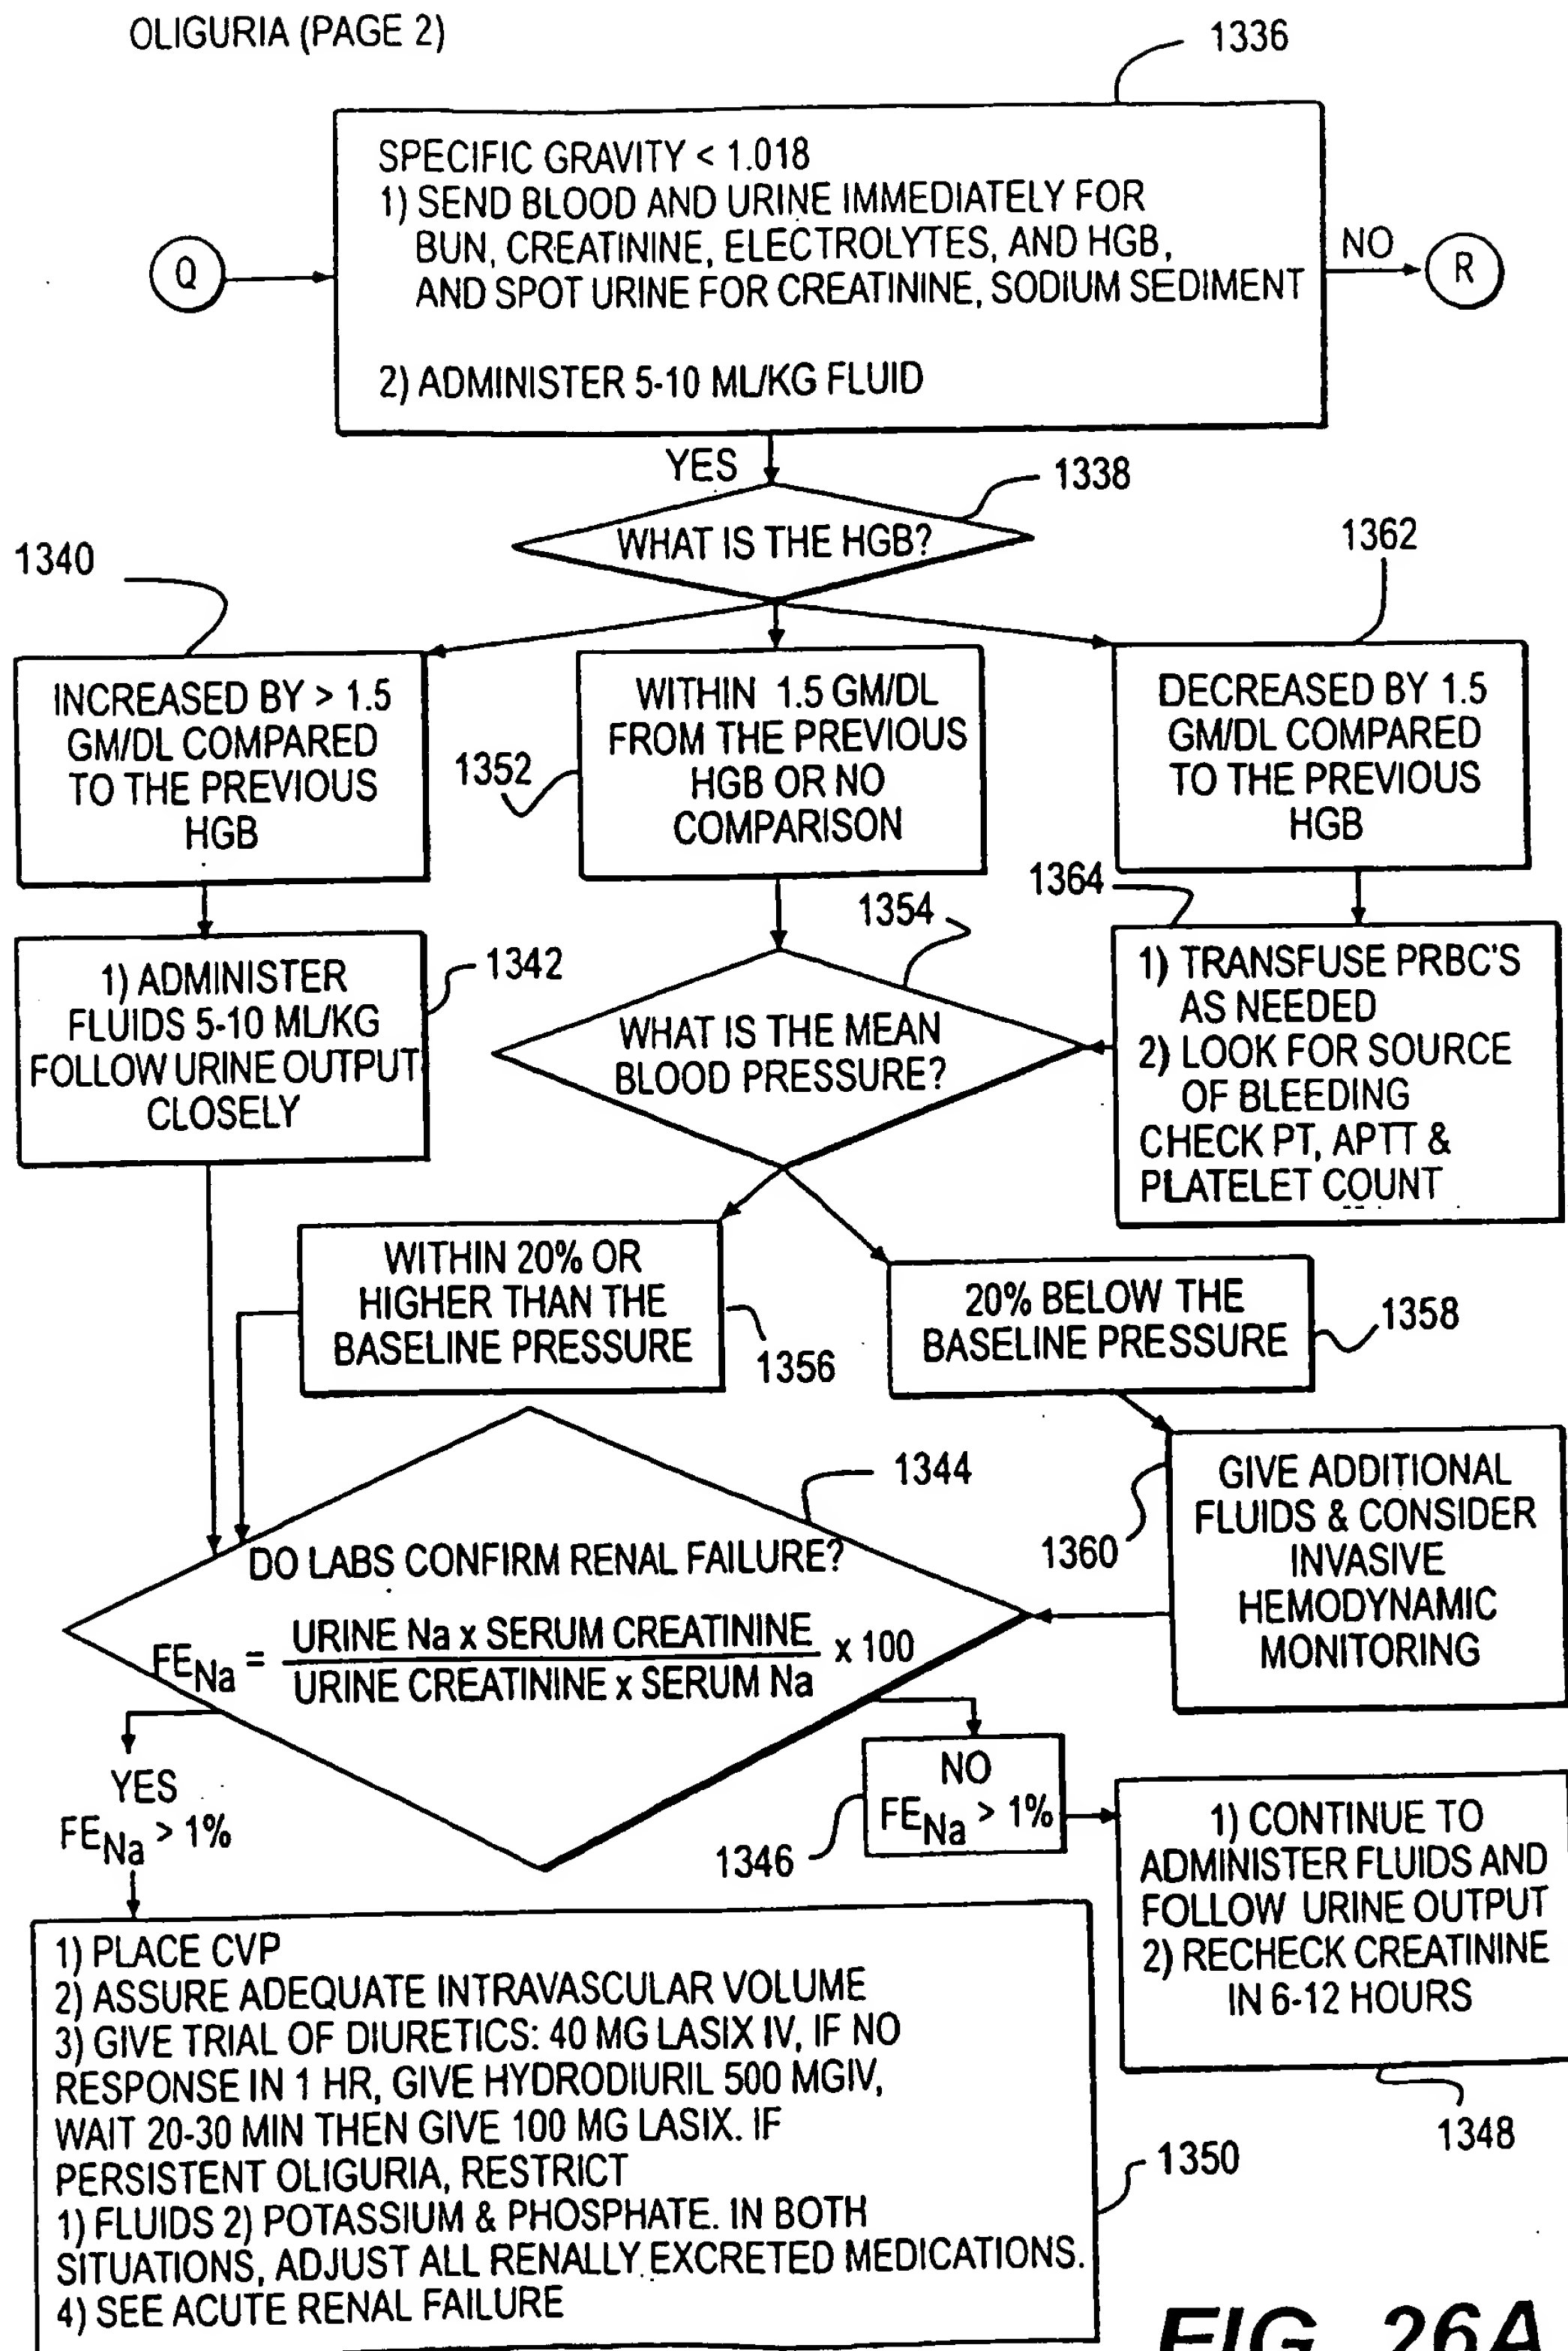 OLIGURIA (PAGE 2)
1336
SPECIFIC GRAVITY < 1.018
1) SEND BLOOD AND URINE IMMEDIATELY FOR
BUN, CREATININE, ELECTROLYTES, AND HGB,
AND SPOT URINE FOR CREATININE, SODIUM SEDIMENT
2) ADMINISTER 5-10 ML/KG FLUID
Q
NO
R
YES
1338
WHAT IS THE HGB?
1340
1362
INCREASED BY > 1.5
GM/DL COMPARED
TO THE PREVIOUS
HGB
1352
WITHIN 1.5 GM/DL
FROM THE PREVIOUS
HGB OR NO
COMPARISON
DECREASED BY 1.5
GM/DL COMPARED
TO THE PREVIOUS
HGB
1364
1354
1) ADMINISTER
FLUIDS 5-10 ML/KG
FOLLOW URINE OUTPUT
CLOSELY
1342
WHAT IS THE MEAN
BLOOD PRESSURE?
1) TRANSFUSE PRBC'S
AS NEEDED
2) LOOK FOR SOURCE
OF BLEEDING
CHECK PT, APTT &
PLATELET COUNT
WITHIN 20% OR
HIGHER THAN THE
BASELINE PRESSURE
1356
20% BELOW THE
BASELINE PRESSURE
1358
1344
1360
GIVE ADDITIONAL
FLUIDS & CONSIDER
INVASIVE
HEMODYNAMIC
MONITORING
DO LABS CONFIRM RENAL FAILURE?
FENa = URINE Na x SERUM CREATININE / URINE CREATININE x SERUM Na x 100
YES
FENa > 1%
NO
FENa > 1%
1346
1) CONTINUE TO
ADMINISTER FLUIDS AND
FOLLOW URINE OUTPUT
2) RECHECK CREATININE
IN 6-12 HOURS
1348
1) PLACE CVP
2) ASSURE ADEQUATE INTRAVASCULAR VOLUME
3) GIVE TRIAL OF DIURETICS: 40 MG LASIX IV, IF NO
RESPONSE IN 1 HR, GIVE HYDRODIURIL 500 MGIV,
WAIT 20-30 MIN THEN GIVE 100 MG LASIX. IF
PERSISTENT OLIGURIA, RESTRICT
1) FLUIDS 2) POTASSIUM & PHOSPHATE. IN BOTH
SITUATIONS, ADJUST ALL RENALLY EXCRETED MEDICATIONS.
4) SEE ACUTE RENAL FAILURE
1350
FIG. 26A